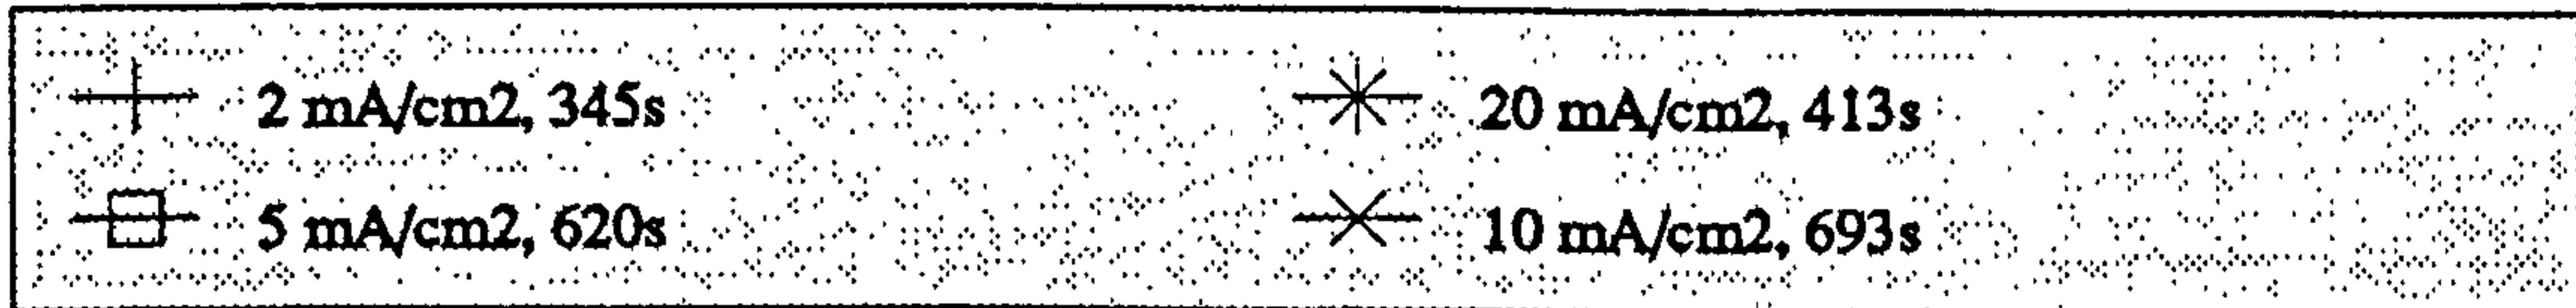 2 mA/cm2, 345s
20 mA/cm2, 413s
5 mA/cm2, 620s
10 mA/cm2, 693s